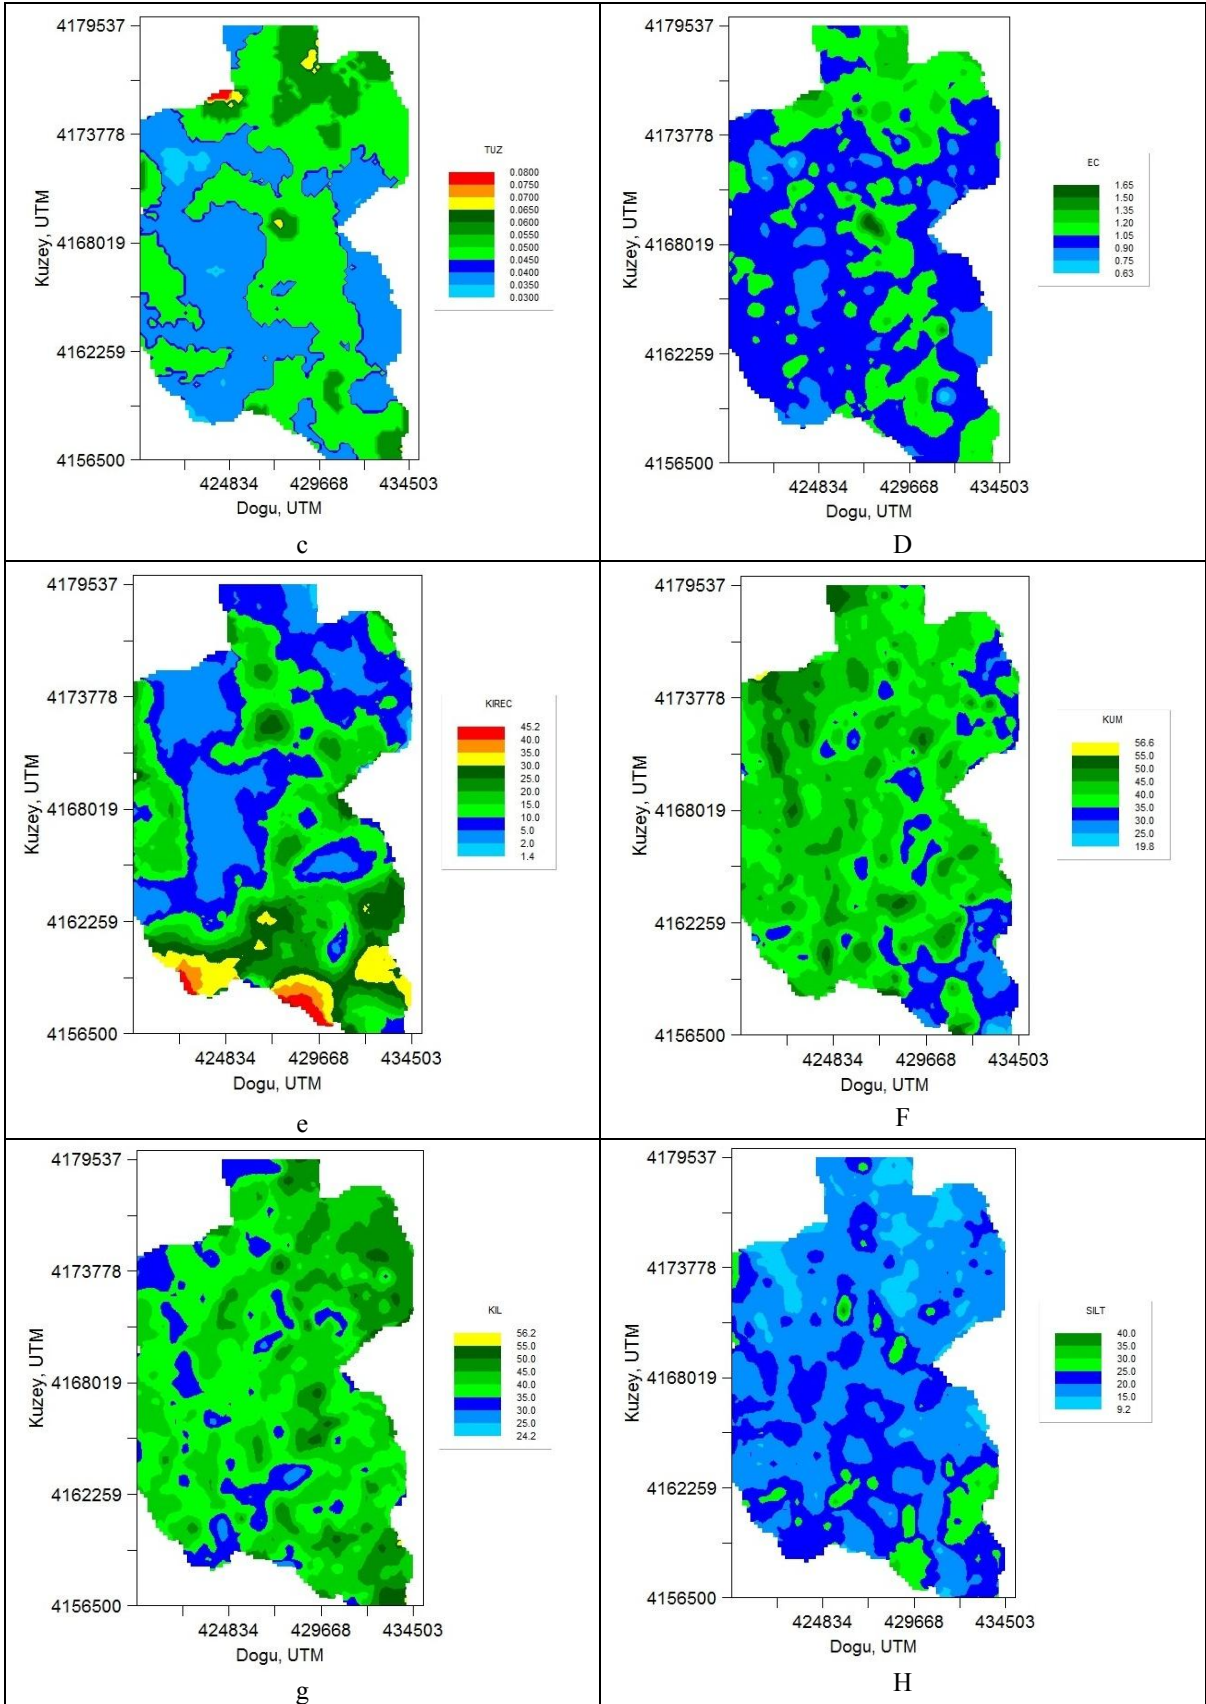 4179537
4173778
4168019
4162259
4156500
Kuzey, UTM
424834 429668 434503
Dogu, UTM
TUZ
0.0800
0.0750
0.0700
0.0650
0.0600
0.0550
0.0500
0.0450
0.0400
0.0350
0.0300
c
4179537
4173778
4168019
4162259
4156500
Kuzey, UTM
424834 429668 434503
Dogu, UTM
EC
1.65
1.50
1.35
1.20
1.05
0.90
0.75
0.63
D
4179537
4173778
4168019
4162259
4156500
Kuzey, UTM
424834 429668 434503
Dogu, UTM
KIREC
45.2
40.0
35.0
30.0
25.0
20.0
15.0
10.0
5.0
2.0
1.4
e
4179537
4173778
4168019
4162259
4156500
Kuzey, UTM
424834 429668 434503
Dogu, UTM
KUM
56.6
55.0
50.0
45.0
40.0
35.0
30.0
25.0
19.8
F
4179537
4173778
4168019
4162259
4156500
Kuzey, UTM
424834 429668 434503
Dogu, UTM
KIL
56.2
55.0
50.0
45.0
40.0
35.0
30.0
25.0
24.2
g
4179537
4173778
4168019
4162259
4156500
Kuzey, UTM
424834 429668 434503
Dogu, UTM
SILT
40.0
35.0
30.0
25.0
20.0
15.0
9.2
H